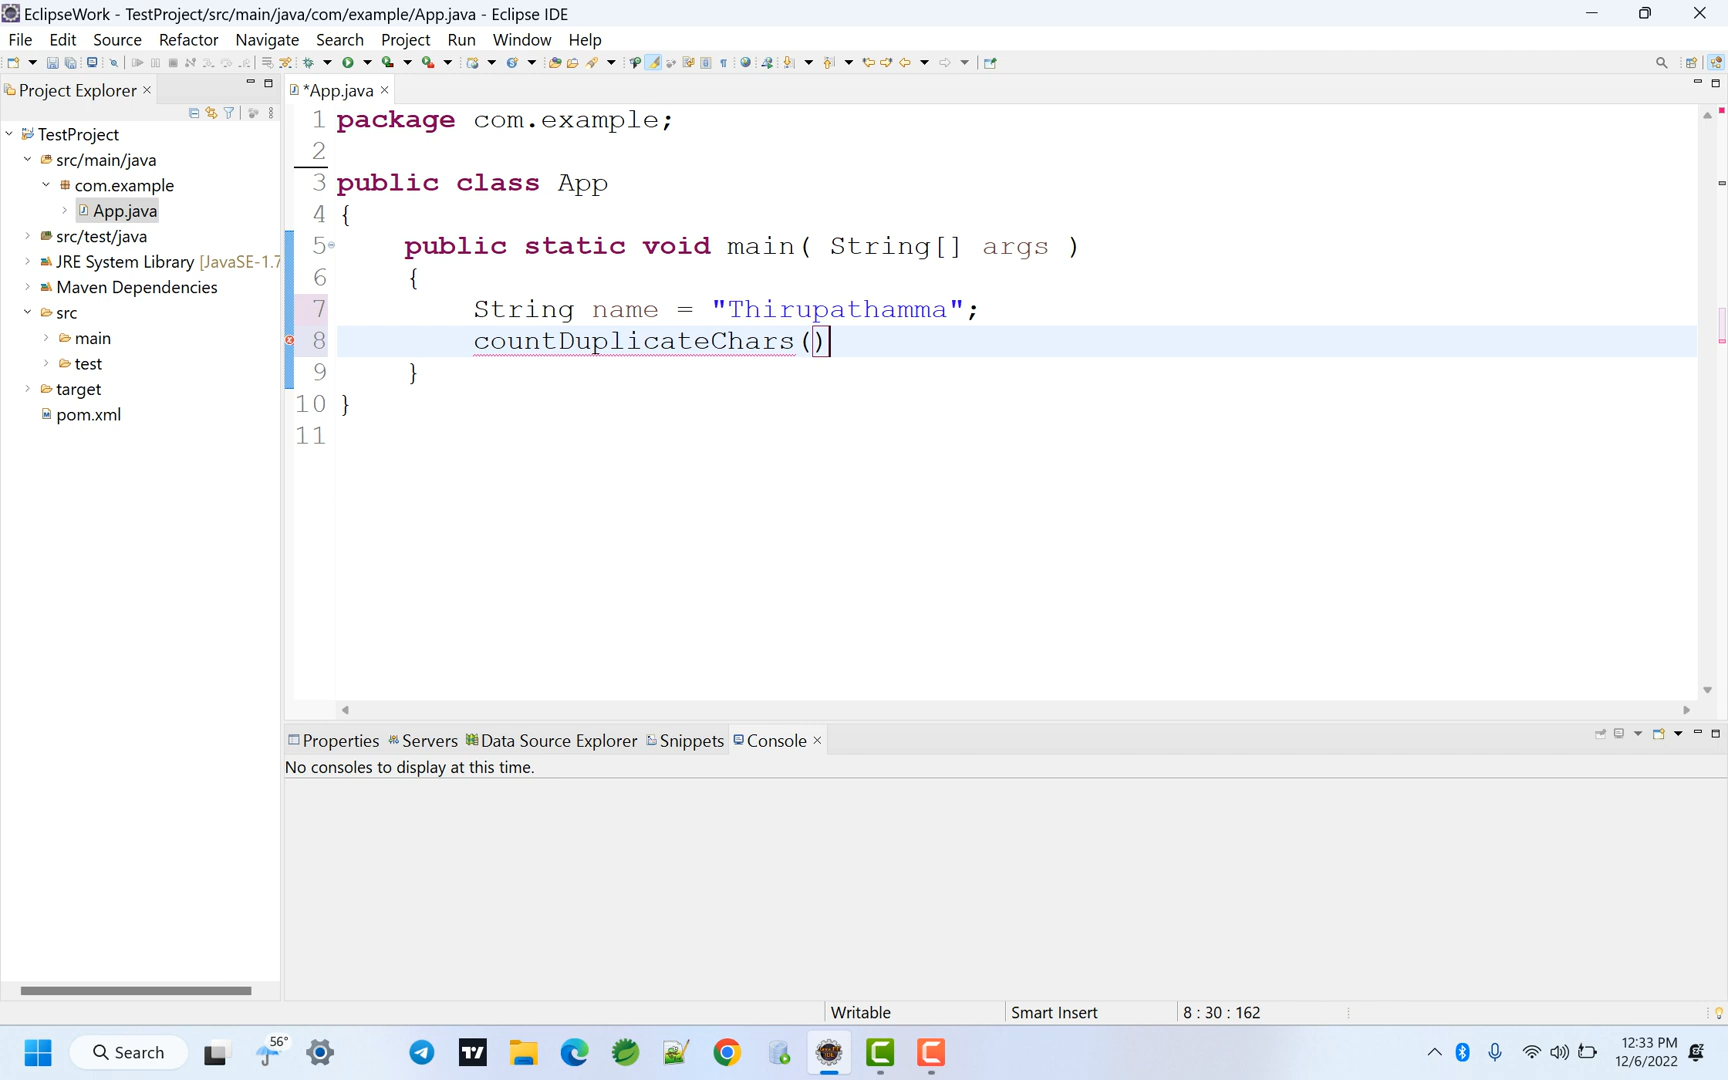 EclipseWork - TestProject/src/main/java/com/example/App.java - Eclipse IDE
File Edit Source Refactor Navigate Search Project Run Window Help
Project Explorer
*App.java
TestProject
src/main/java
com.example
App.java
src/test/java
JRE System Library [JavaSE-1.7
Maven Dependencies
src
main
test
target
pom.xml
1 package com.example;
2
3 public class App
4 {
5 public static void main( String[] args )
6 {
7 String name = "Thirupathamma";
8 countDuplicateChars()
9 }
10 }
11
Properties Servers Data Source Explorer Snippets Console
No consoles to display at this time.
Writable Smart Insert 8 : 30 : 162
Search
56°
12:33 PM
12/6/2022